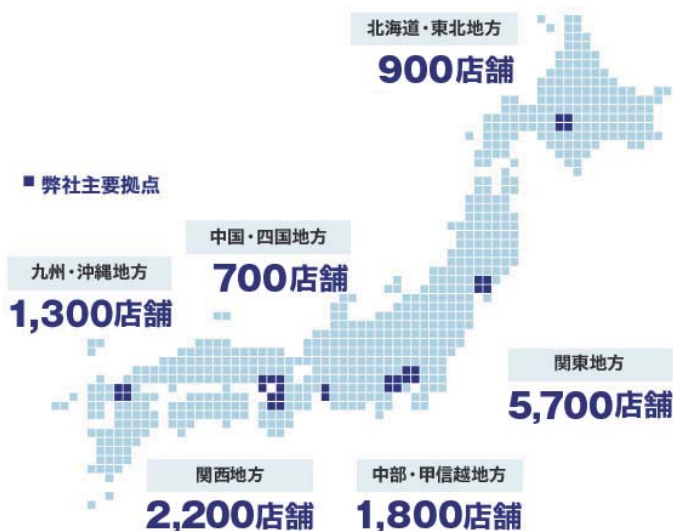 北海道・東北地方
900店舗
■ 弊社主要拠点
中国・四国地方
700店舗
九州・沖縄地方
1,300店舗
関東地方
5,700店舗
関西地方
2,200店舗
中部・甲信越地方
1,800店舗